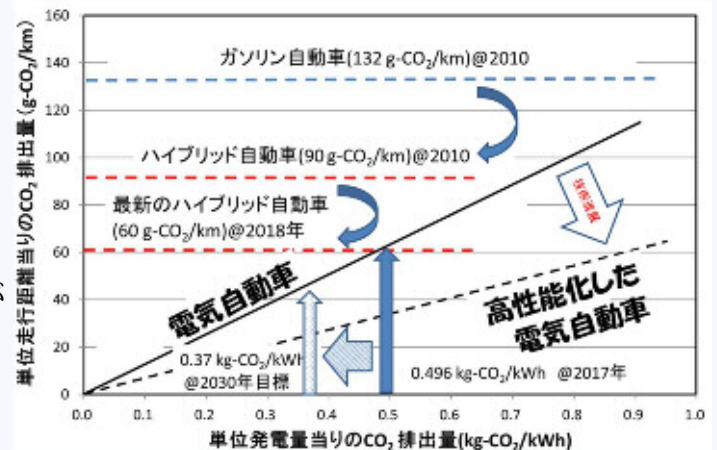 単位走行距離当りのCO₂排出量(g-CO₂/km)
160
140
120
100
80
60
40
20
0
ガソリン自動車(132 g-CO₂/km)@2010
ハイブリッド自動車(90 g-CO₂/km)@2010
最新のハイブリッド自動車
(60 g-CO₂/km)@2018年
技術進展
電気自動車
高性能化した
電気自動車
0.37 kg-CO₂/kWh
@2030年目標
0.496 kg-CO₂/kWh @2017年
0.0 0.1 0.2 0.3 0.4 0.5 0.6 0.7 0.8 0.9 1.0
単位発電量当りのCO₂ 排出量(kg-CO₂/kWh)